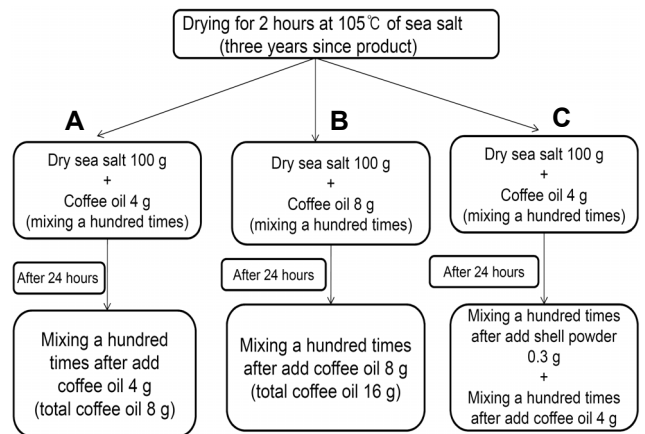 Drying for 2 hours at 105℃ of sea salt
(three years since product)
A
B
C
Dry sea salt 100 g
+
Coffee oil 4 g
(mixing a hundred times)
Dry sea salt 100 g
+
Coffee oil 8 g
(mixing a hundred times)
Dry sea salt 100 g
+
Coffee oil 4 g
(mixing a hundred times)
After 24 hours
After 24 hours
After 24 hours
Mixing a hundred
times after add
coffee oil 4 g
(total coffee oil 8 g)
Mixing a hundred times
after add coffee oil 8 g
(total coffee oil 16 g)
Mixing a hundred times
after add shell powder
0.3 g
+
Mixing a hundred times
after add coffee oil 4 g